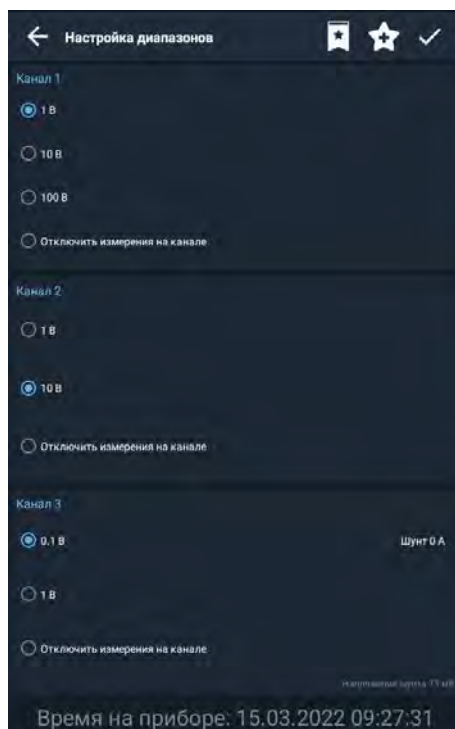 Настройка диапазонов
Канал 1
1 В
10 В
100 В
Отключить измерения на канале
Канал 2
1 В
10 В
Отключить измерения на канале
Канал 3
0.1 В
Шунт 0 А
1 В
Отключить измерения на канале
Напряжение шунта
Время на приборе: 15.03.2022 09:27:31